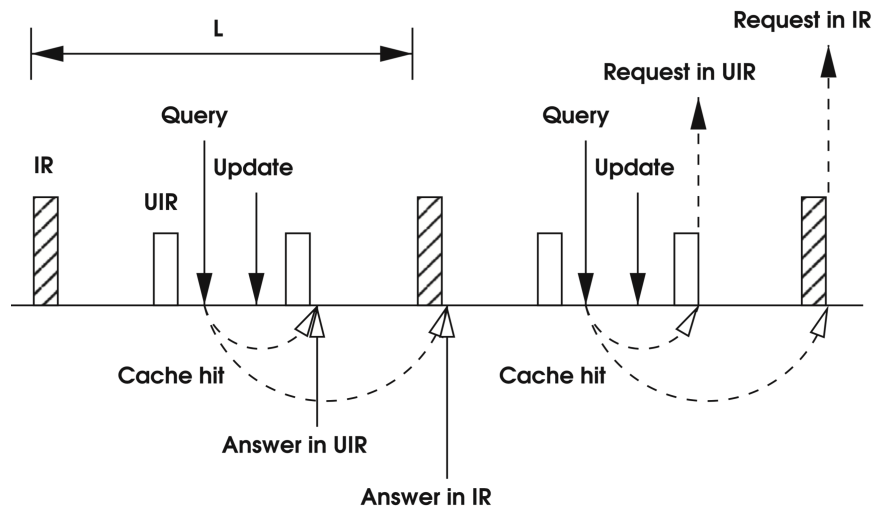 Request in IR
L
Request in UIR
Query
Query
IR
Update
Update
UIR
Cache hit
Cache hit
Answer in UIR
Answer in IR